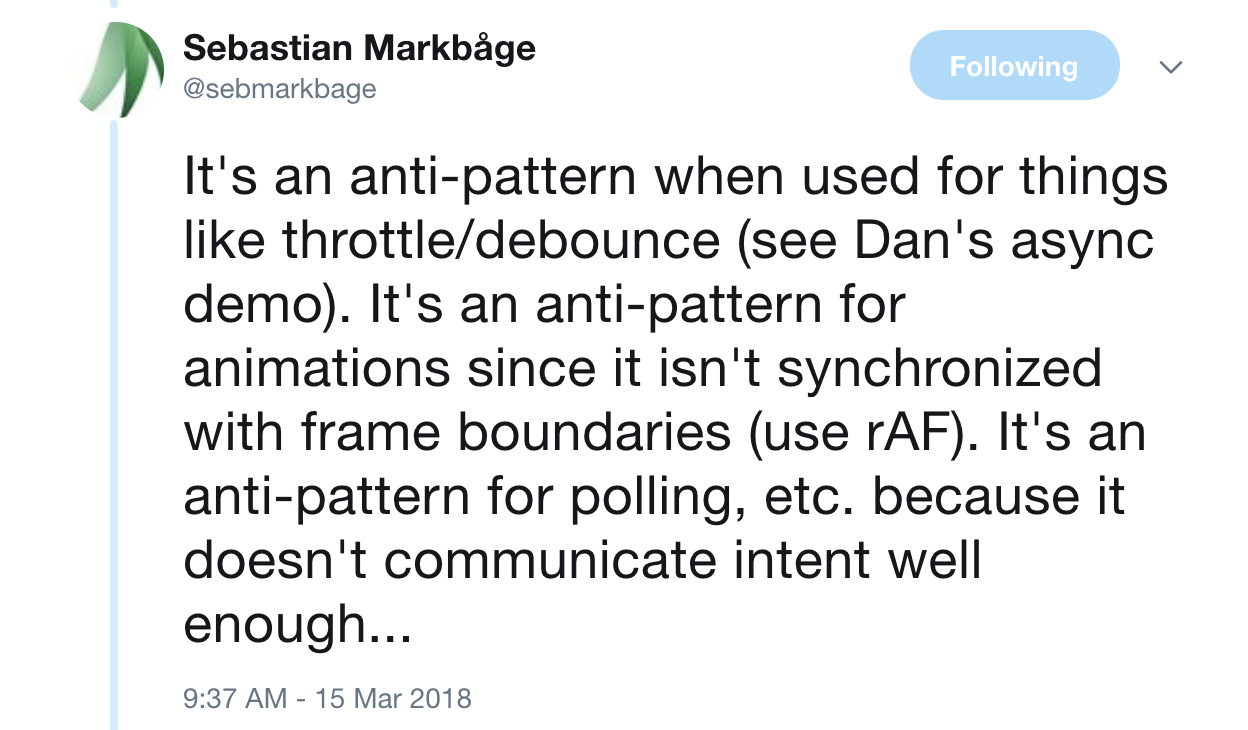 Sebastian Markbåge
@sebmarkbage
Following
It's an anti-pattern when used for things
like throttle/debounce (see Dan's async
demo). It's an anti-pattern for
animations since it isn't synchronized
with frame boundaries (use rAF). It's an
anti-pattern for polling, etc. because it
doesn't communicate intent well
enough...
9:37 AM - 15 Mar 2018